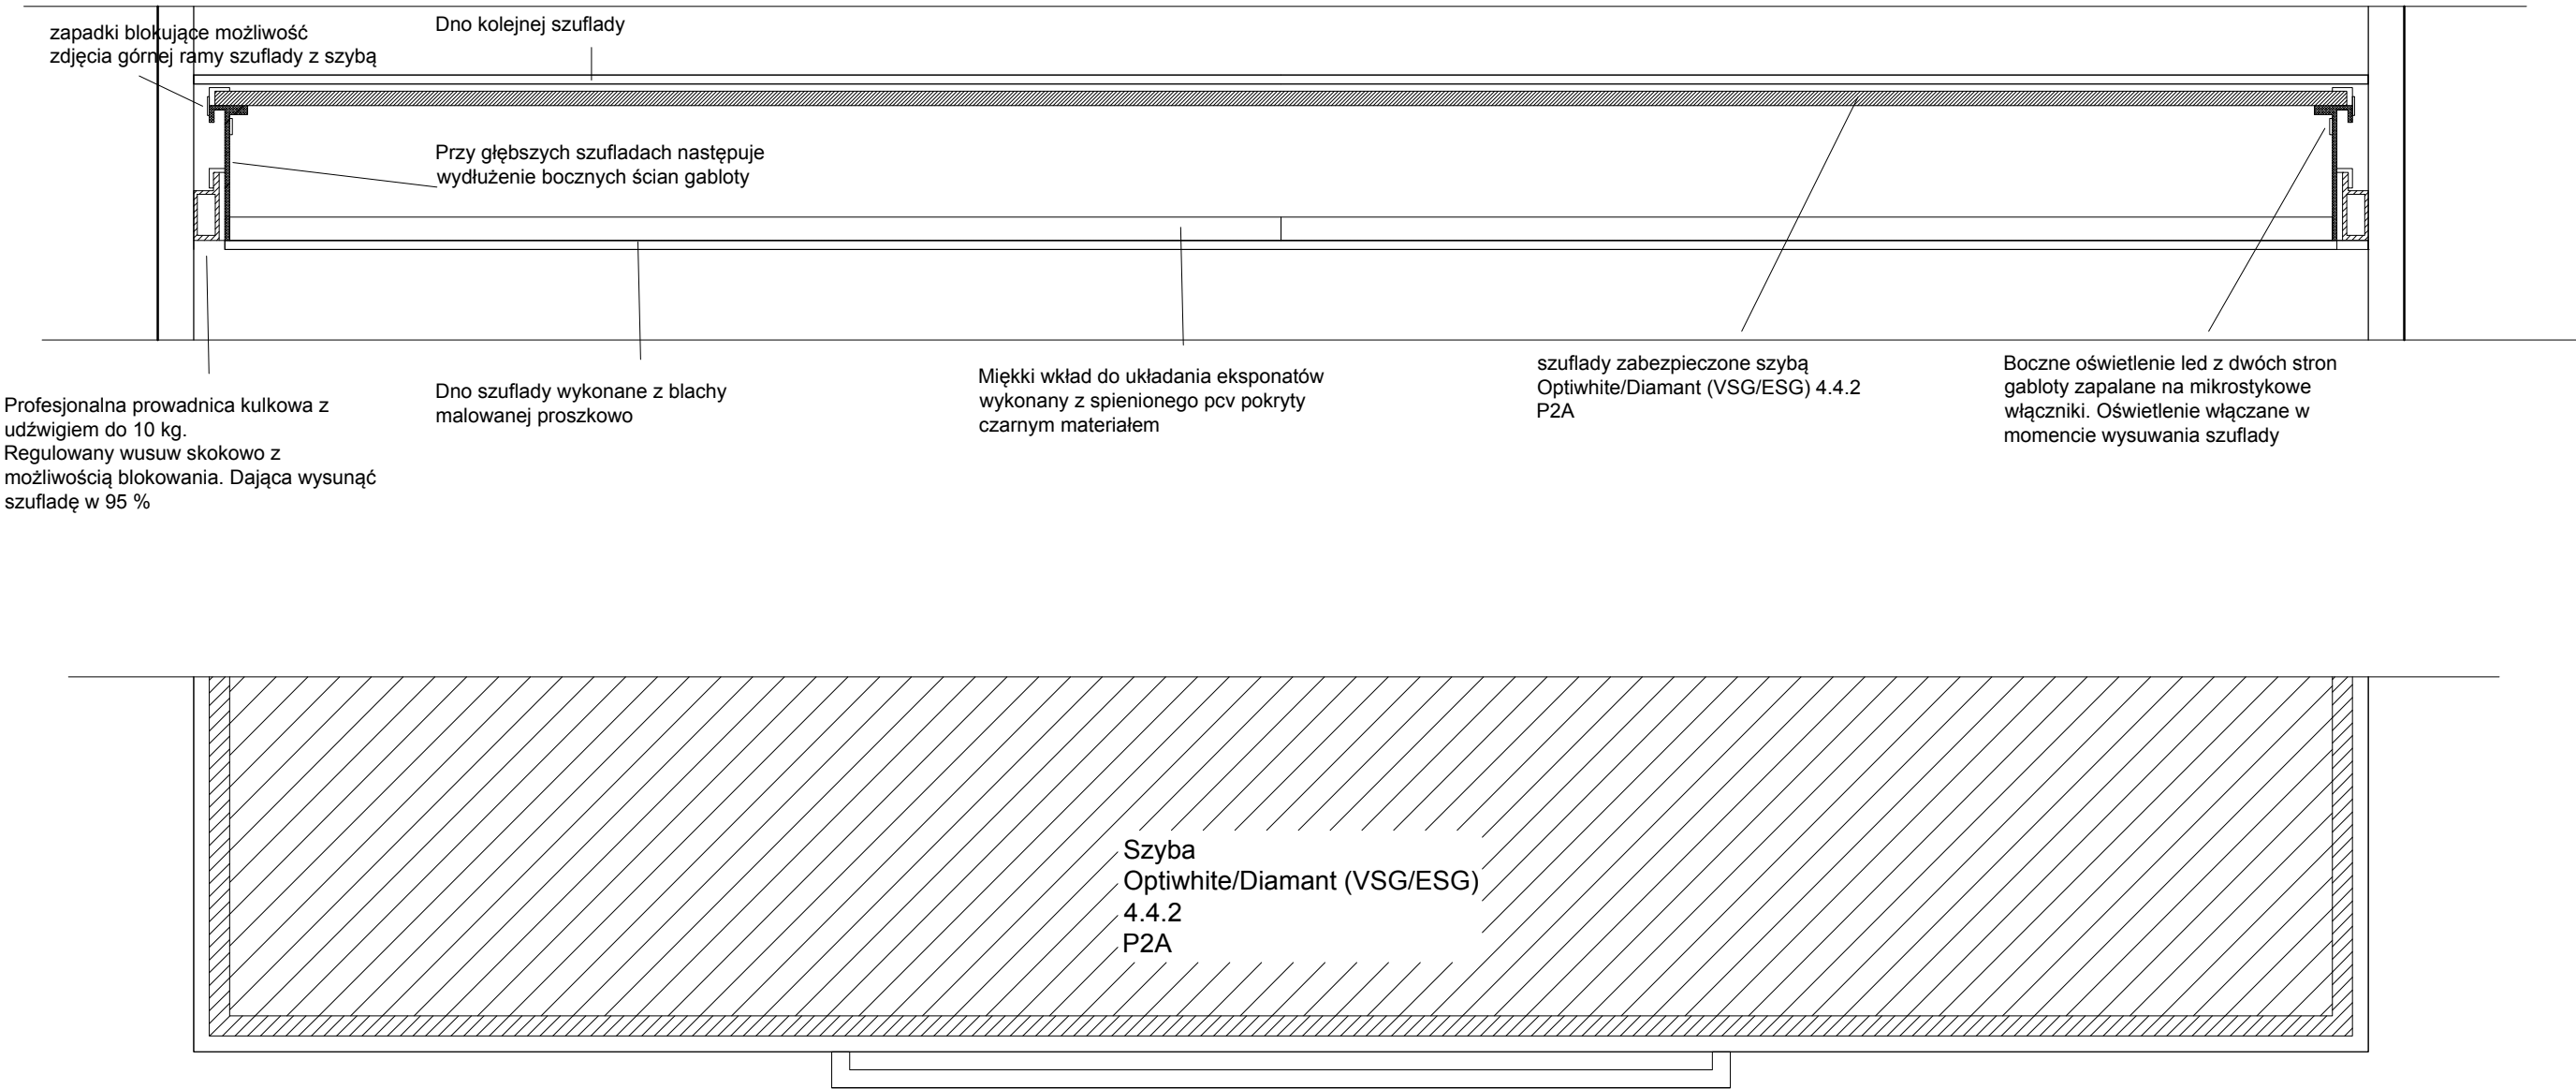 zapadki blokujące możliwość
zdjęcia górnej ramy szuflady z szybą
Dno kolejnej szuflady
Przy głębszych szufladach następuje
wydłużenie bocznych ścian gabloty
Profesjonalna prowadnica kulkowa z
udźwigiem do 10 kg.
Regulowany wusuw skokowo z
możliwością blokowania. Dająca wysunąć
szufladę w 95 %
Dno szuflady wykonane z blachy
malowanej proszkowo
Miękki wkład do układania eksponatów
wykonany z spienionego pcv pokryty
czarnym materiałem
szuflady zabezpieczone szybą
Optiwhite/Diamant (VSG/ESG) 4.4.2
P2A
Boczne oświetlenie led z dwóch stron
gabloty zapalane na mikrostykowe
włączniki. Oświetlenie włączane w
momencie wysuwania szuflady
Szyba
Optiwhite/Diamant (VSG/ESG)
4.4.2
P2A